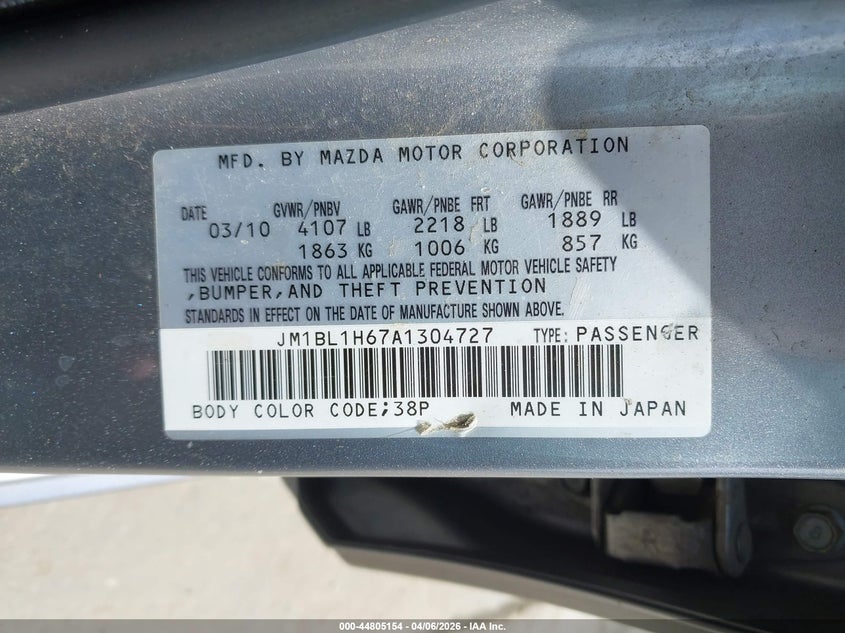 MFD. BY MAZDA MOTOR CORPORATION
DATE GVWR/PNBV GAWR/PNBE FRT GAWR/PNBE RR
03/10 4107 LB 2218 LB 1889 LB
1863 KG 1006 KG 857 KG
THIS VEHICLE CONFORMS TO ALL APPLICABLE FEDERAL MOTOR VEHICLE SAFETY
,BUMPER,AND THEFT PREVENTION
STANDARDS IN EFFECT ON THE DATE OF MANUFACTURE SHOWN ABOVE.
JM1BL1H67A1304727 TYPE: PASSENGER
BODY COLOR CODE;38P MADE IN JAPAN
000-44805154 - 04/06/2026 - IAA Inc.